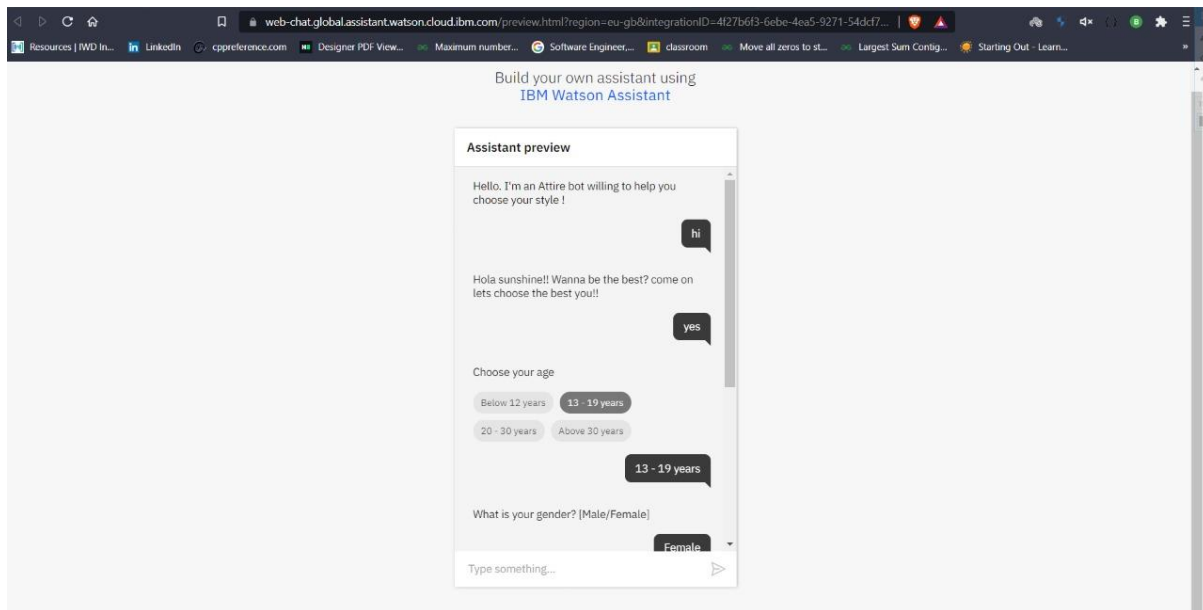 web-chat.global.assistant.watson.cloud.ibm.com/preview.html?region=eu-gb&integrationID=4f27b6f3-6ebe-4ea5-9271-54dcf7...
Resources | IWD In... LinkedIn cppreference.com Designer PDF View... Maximum number... Software Engineer,... classroom Move all zeros to st... Largest Sum Contig... Starting Out - Learn...
Build your own assistant using
IBM Watson Assistant
Assistant preview
Hello. I'm an Attire bot willing to help you
choose your style !
hi
Hola sunshine!! Wanna be the best? come on
lets choose the best you!!
yes
Choose your age
Below 12 years 13 - 19 years
20 - 30 years Above 30 years
13 - 19 years
What is your gender? [Male/Female]
Female
Type something...